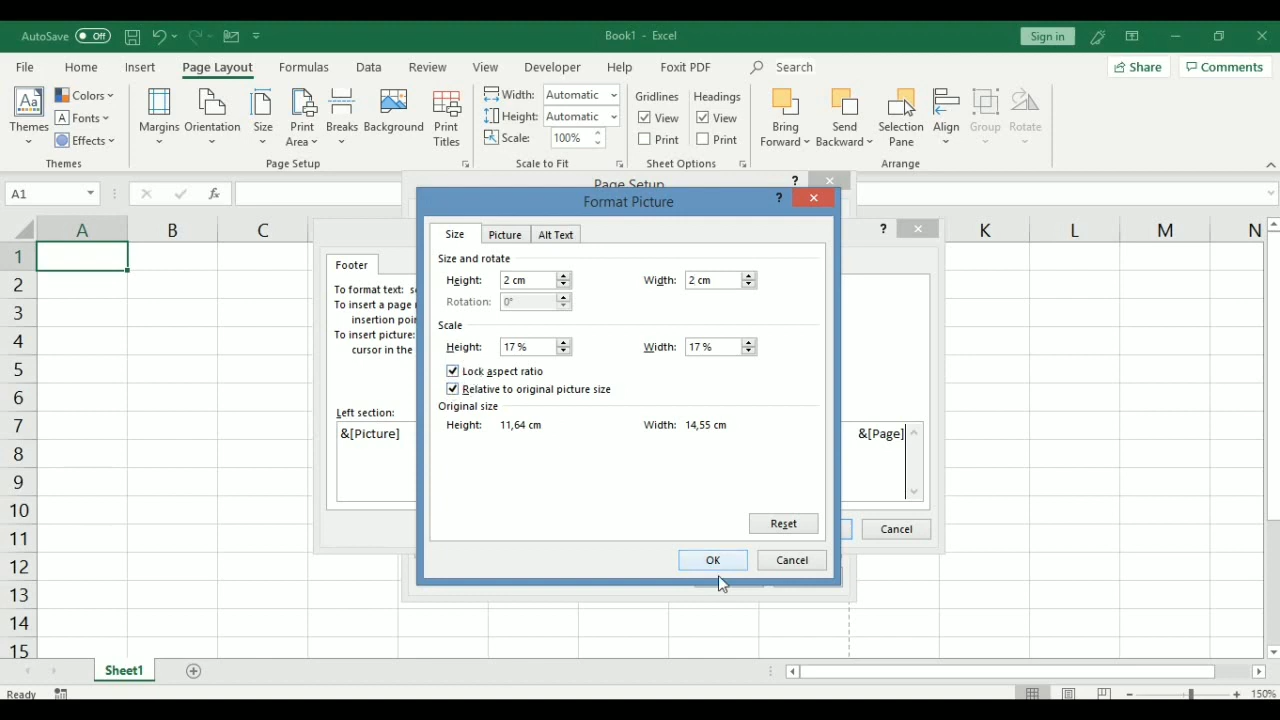 AutoSave Off Book1 - Excel Sign in
File Home Insert Page Layout Formulas Data Review View Developer Help Foxit PDF Search Share Comments
Themes Colors Fonts Effects
Margins Orientation Size Print Area Breaks Background Print Titles
Width: Automatic
Height: Automatic
Scale: 100%
Gridlines Headings
View View
Print Print
Bring Forward Send Backward Selection Pane Align Group Rotate
Themes Page Setup Scale to Fit Sheet Options Arrange
A1 fx
Page Setup ?
Format Picture ?
A B C K L M N
1
2
3
4
5
6
7
8
9
10
11
12
13
14
15
Footer
To format text: s
To insert a page
insertion poi
To insert picture:
cursor in the
Left section:
&[Picture]
&[Page]
?
Cancel
Size Picture Alt Text
Size and rotate
Height: 2 cm Width: 2 cm
Rotation: 0°
Scale
Height: 17 % Width: 17 %
Lock aspect ratio
Relative to original picture size
Original size
Height: 11,64 cm Width: 14,55 cm
Reset
OK Cancel
Sheet1
Ready 150%